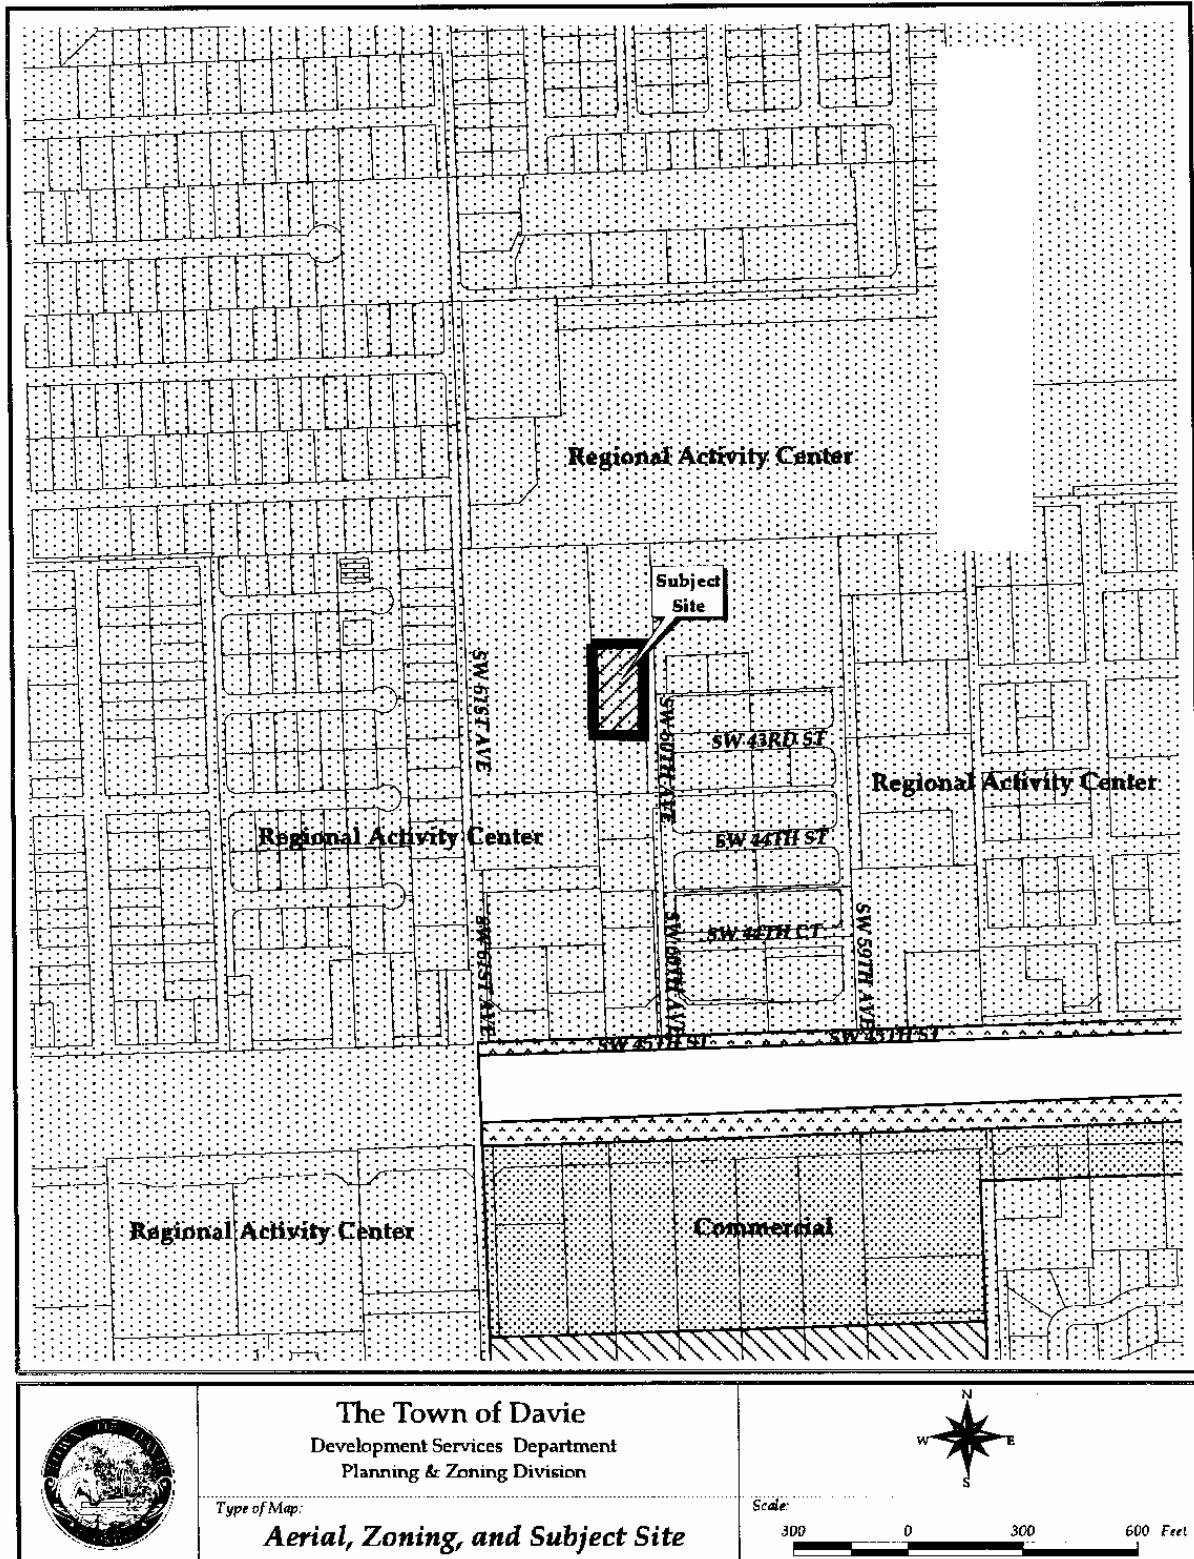 Regional Activity Center
Subject
Site
SW 61ST AVE
SW 60TH AVE
SW 43RD ST
Regional Activity Center
Regional Activity Center
SW 44TH ST
SW 61ST AVE
SW 60TH AVE
SW 44TH CT
SW 59TH AVE
SW 45TH ST
SW 45TH ST
Regional Activity Center
Commercial
TOWN OF DAVIE
The Town of Davie
Development Services Department
Planning & Zoning Division
Type of Map:
Aerial, Zoning, and Subject Site
N
W
E
S
Scale:
300 0 300 600 Feet